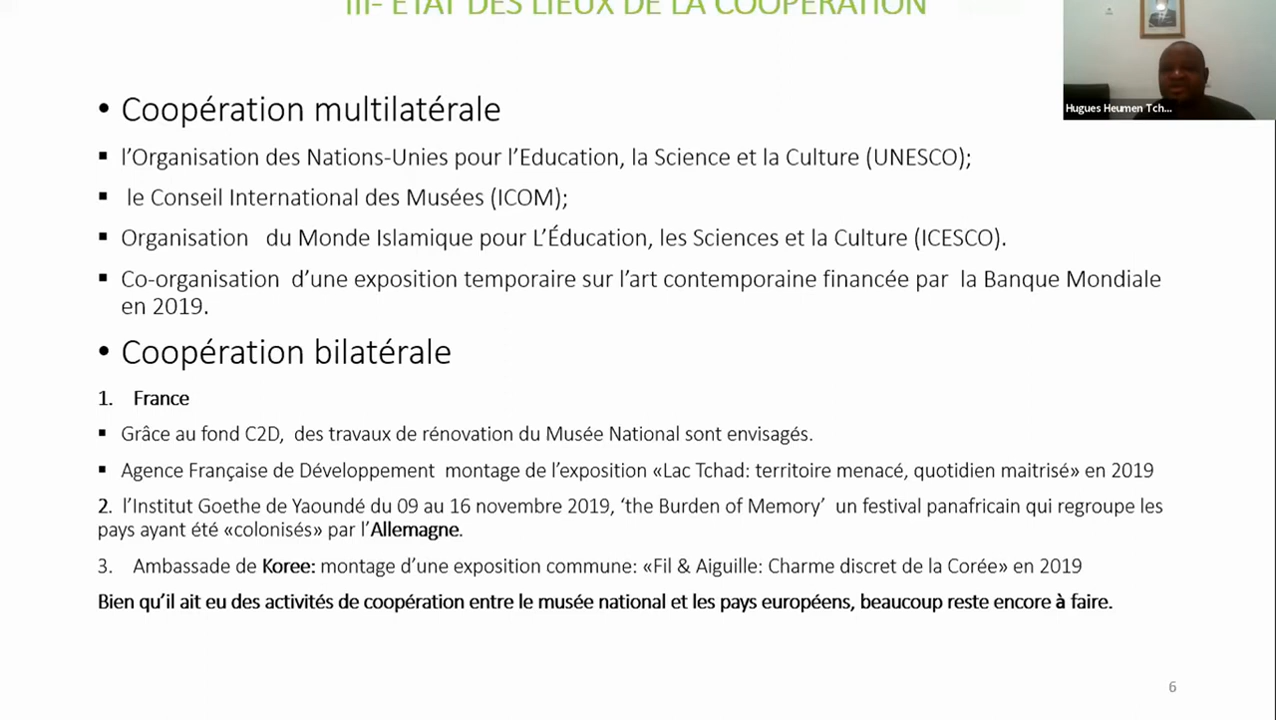 III- ETAT DES LIEUX DE LA COOPERATION
Hugues Heumen Tch...
• Coopération multilatérale
▪ l’Organisation des Nations-Unies pour l’Education, la Science et la Culture (UNESCO);
▪ le Conseil International des Musées (ICOM);
▪ Organisation du Monde Islamique pour L’Éducation, les Sciences et la Culture (ICESCO).
▪ Co-organisation d’une exposition temporaire sur l’art contemporaine financée par la Banque Mondiale
en 2019.
• Coopération bilatérale
1. France
▪ Grâce au fond C2D, des travaux de rénovation du Musée National sont envisagés.
▪ Agence Française de Développement montage de l’exposition «Lac Tchad: territoire menacé, quotidien maitrisé» en 2019
2. l’Institut Goethe de Yaoundé du 09 au 16 novembre 2019, ‘the Burden of Memory’ un festival panafricain qui regroupe les
pays ayant été «colonisés» par l’Allemagne.
3. Ambassade de Koree: montage d’une exposition commune: «Fil & Aiguille: Charme discret de la Corée» en 2019
Bien qu’il ait eu des activités de coopération entre le musée national et les pays européens, beaucoup reste encore à faire.
6